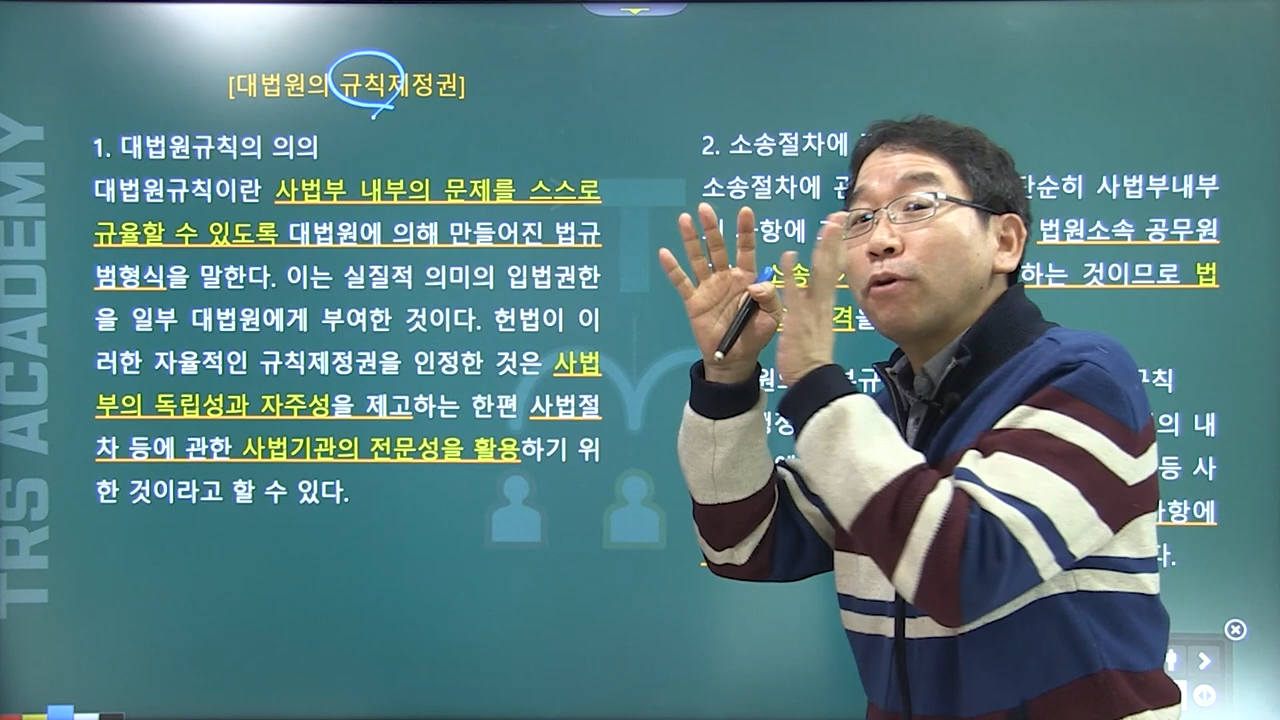 [대법원의 규칙제정권]
1. 대법원규칙의 의의
대법원규칙이란 사법부 내부의 문제를 스스로
규율할 수 있도록 대법원에 의해 만들어진 법규
범형식을 말한다. 이는 실질적 의미의 입법권한
을 일부 대법원에게 부여한 것이다. 헌법이 이
러한 자율적인 규칙제정권을 인정한 것은 사법
부의 독립성과 자주성을 제고하는 한편 사법절
차 등에 관한 사법기관의 전문성을 활용하기 위
한 것이라고 할 수 있다.
2. 소송절차에
소송절차에 단순히 사법부내부
사항에 법원소속 공무원
하는 것이므로 법
규칙
의 내
등 사
사항에
TRS ACADEMY